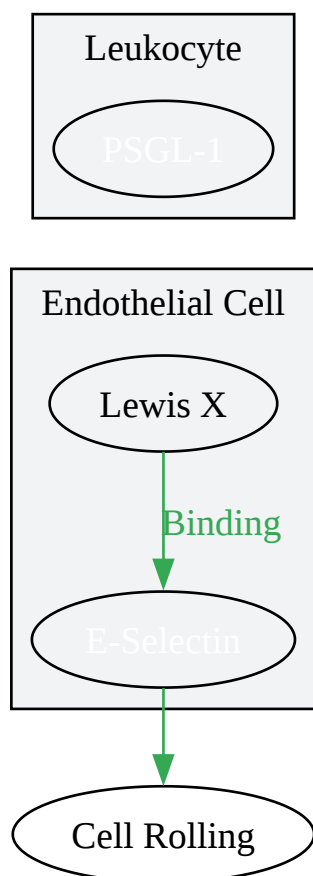 Leukocyte
PSGL-1
Endothelial Cell
Lewis X
Binding
E-Selectin
Cell Rolling